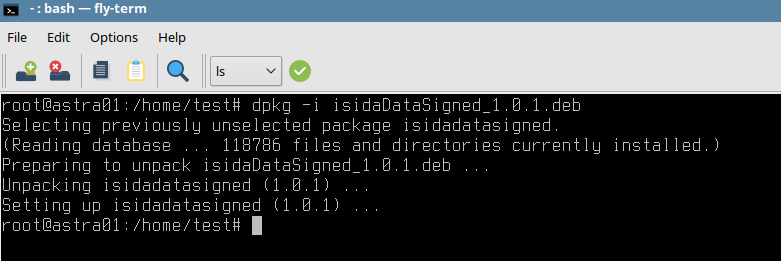 - : bash — fly-term
File Edit Options Help
ls
root@astra01:/home/test# dpkg -i isidaDataSigned_1.0.1.deb
Selecting previously unselected package isidadatasigned.
(Reading database ... 118786 files and directories currently installed.)
Preparing to unpack isidaDataSigned_1.0.1.deb ...
Unpacking isidadatasigned (1.0.1) ...
Setting up isidadatasigned (1.0.1) ...
root@astra01:/home/test#